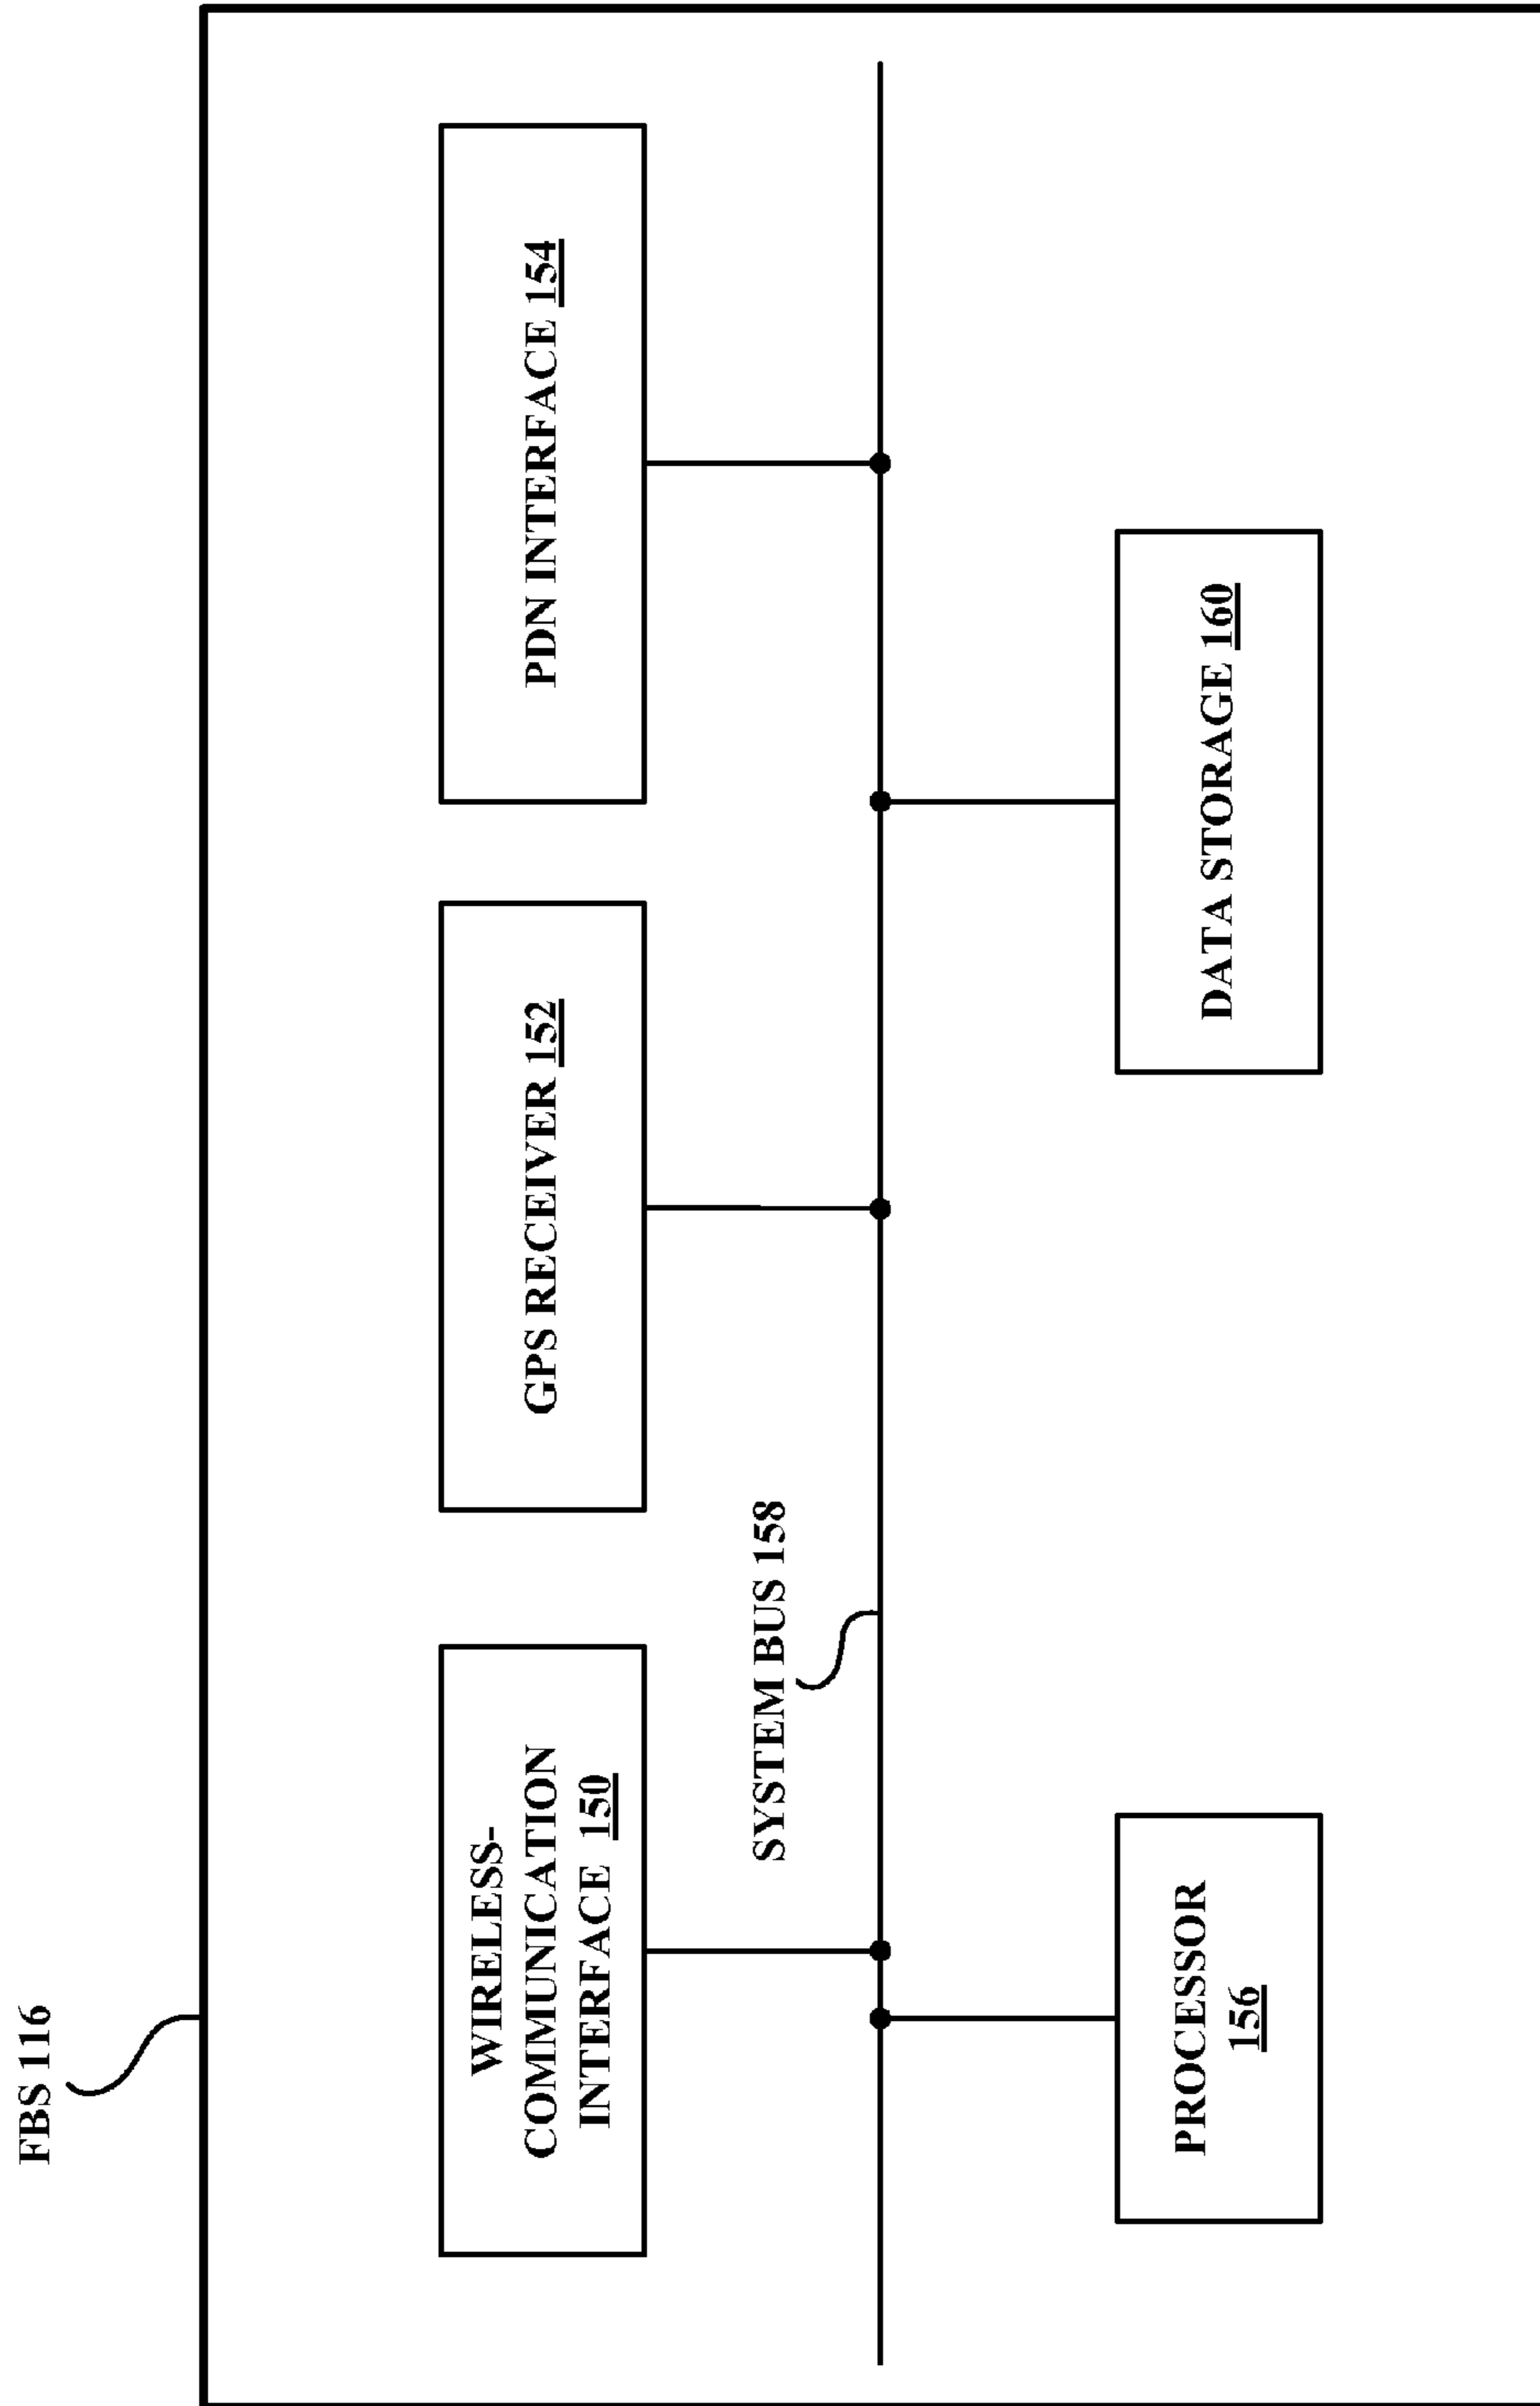 FBS 116
WIRELESS-
COMMUNICATION
INTERFACE 150
GPS RECEIVER 152
PDN INTERFACE 154
SYSTEM BUS 158
PROCESSOR
156
DATA STORAGE 160